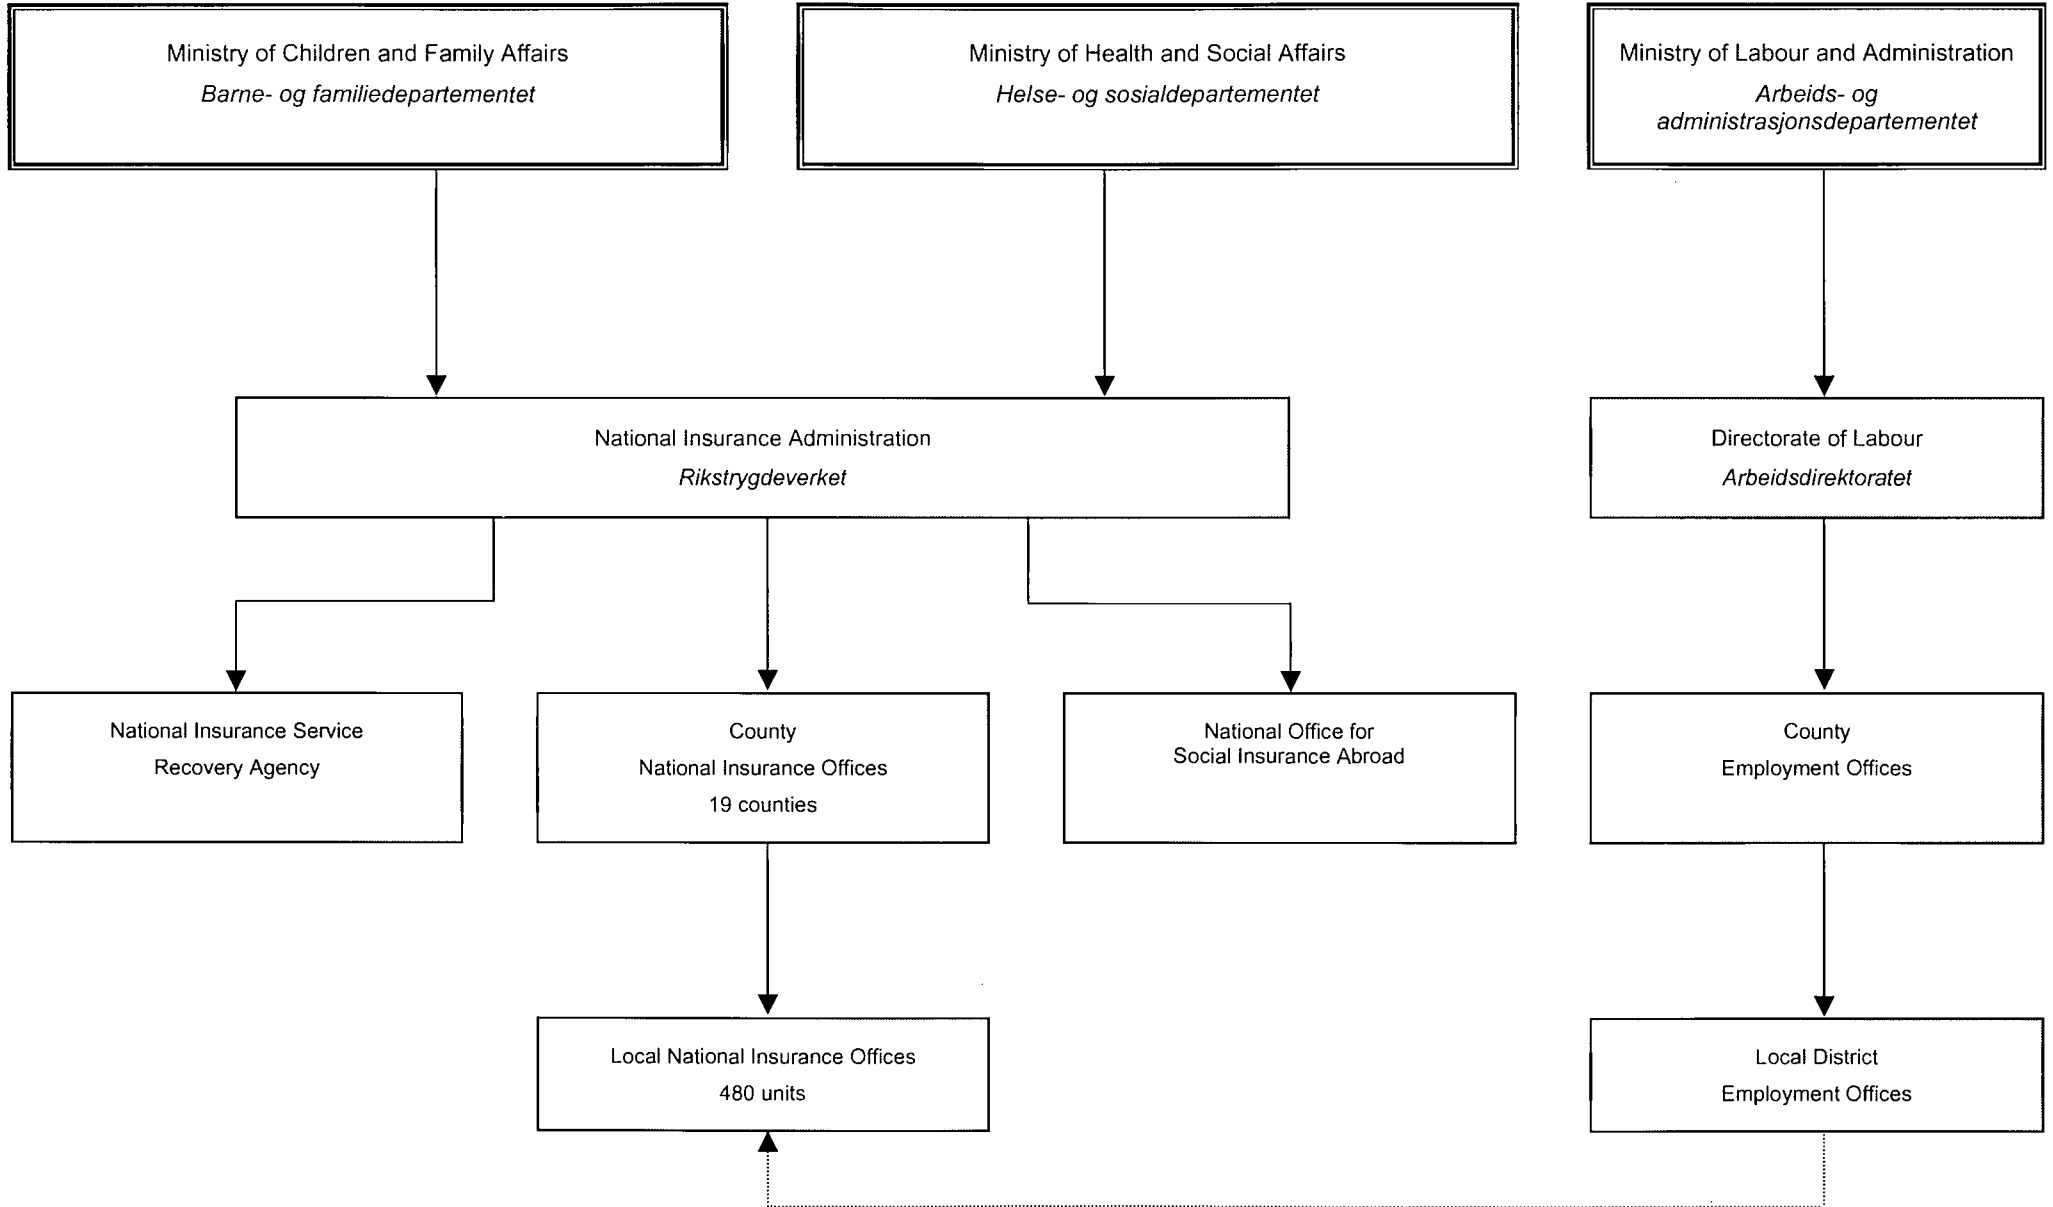 Ministry of Children and Family Affairs
Barne- og familiedepartementet
Ministry of Health and Social Affairs
Helse- og sosialdepartementet
Ministry of Labour and Administration
Arbeids- og
administrasjonsdepartementet
National Insurance Administration
Rikstrygdeverket
Directorate of Labour
Arbeidsdirektoratet
National Insurance Service
Recovery Agency
County
National Insurance Offices
19 counties
National Office for
Social Insurance Abroad
County
Employment Offices
Local National Insurance Offices
480 units
Local District
Employment Offices